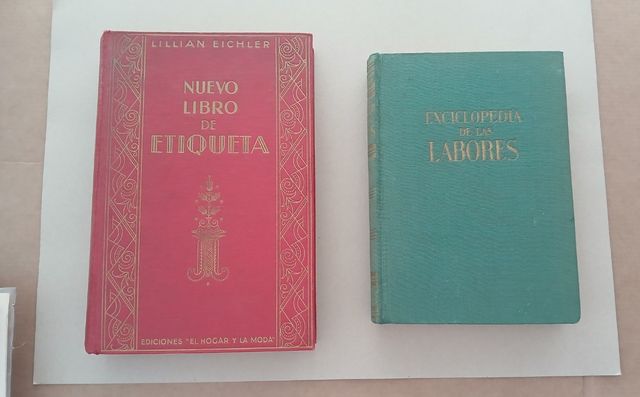 LILLIAN EICHLER
NUEVO
LIBRO
DE
ETIQUETA
EDICIONES "EL HOGAR Y LA MODA"
ENCICLOPEDIA
DE LAS
LABORES